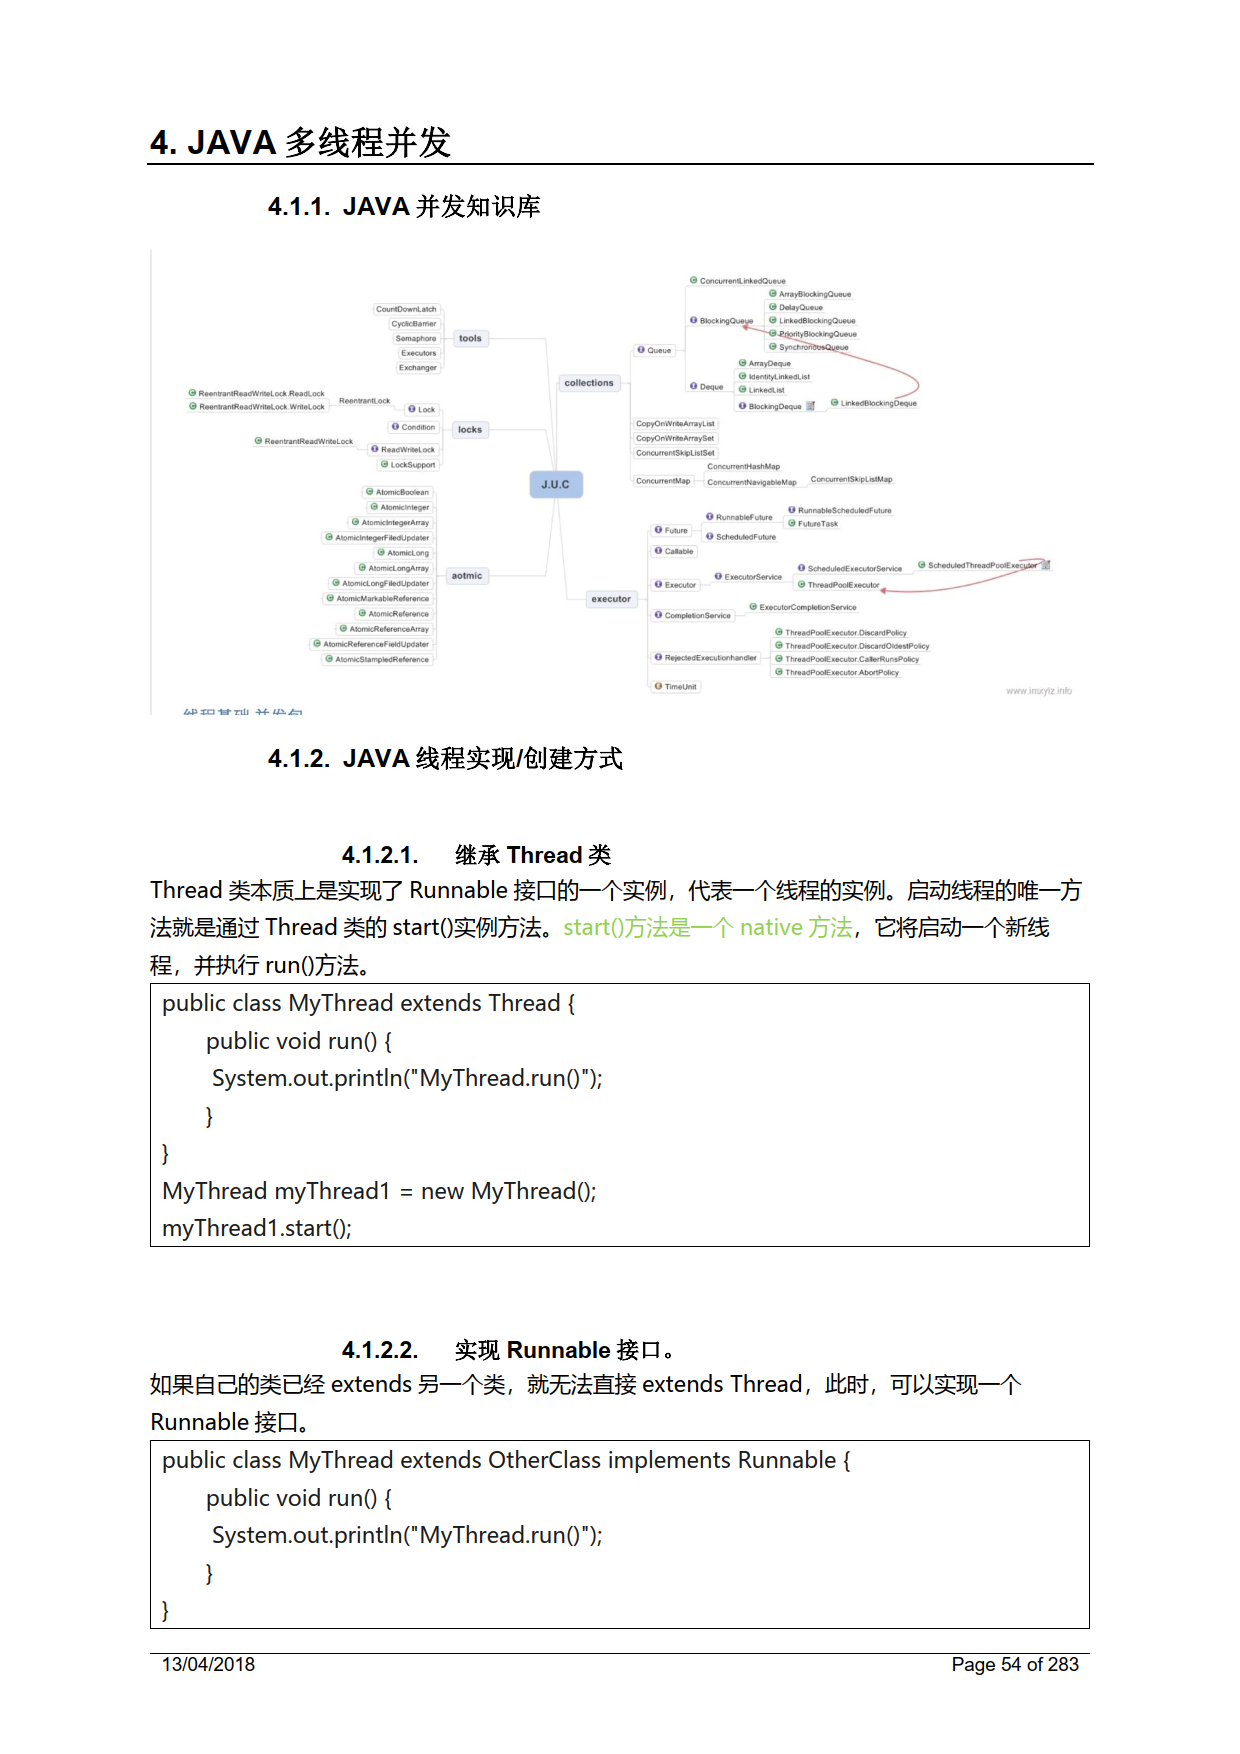 4. JAVA 多线程并发
4.1.1. JAVA 并发知识库
CountDownLatch
CyclicBarrier
Semaphore
Executors
Exchanger
tools
ReentrantReadWriteLock.ReadLock
ReentrantReadWriteLock.WriteLock
ReentrantLock
Lock
Condition
ReentrantReadWriteLock
ReadWriteLock
LockSupport
locks
J.U.C
AtomicBoolean
AtomicInteger
AtomicIntegerArray
AtomicIntegerFiledUpdater
AtomicLong
AtomicLongArray
AtomicLongFiledUpdater
AtomicMarkableReference
AtomicReference
AtomicReferenceArray
AtomicReferenceFieldUpdater
AtomicStampedReference
aotmic
collections
Queue
ConcurrentLinkedQueue
BlockingQueue
ArrayBlockingQueue
DelayQueue
LinkedBlockingQueue
PriorityBlockingQueue
SynchronousQueue
Deque
ArrayDeque
IdentityLinkedList
LinkedList
BlockingDeque
LinkedBlockingDeque
CopyOnWriteArrayList
CopyOnWriteArraySet
ConcurrentSkipListSet
ConcurrentMap
ConcurrentHashMap
ConcurrentNavigableMap
ConcurrentSkipListMap
executor
Future
RunnableFuture
RunnableScheduledFuture
FutureTask
ScheduledFuture
Callable
Executor
ExecutorService
ScheduledExecutorService
ScheduledThreadPoolExecutor
ThreadPoolExecutor
CompletionService
ExecutorCompletionService
RejectedExecutionhandler
ThreadPoolExecutor.DiscardPolicy
ThreadPoolExecutor.DiscardOldestPolicy
ThreadPoolExecutor.CallerRunsPolicy
ThreadPoolExecutor.AbortPolicy
TimeUnit
线程基础 并发包
4.1.2. JAVA 线程实现/创建方式
4.1.2.1. 继承 Thread 类
Thread 类本质上是实现了 Runnable 接口的一个实例，代表一个线程的实例。启动线程的唯一方
法就是通过 Thread 类的 start()实例方法。start()方法是一个 native 方法，它将启动一个新线
程，并执行 run()方法。
public class MyThread extends Thread {
public void run() {
System.out.println("MyThread.run()");
}
}
MyThread myThread1 = new MyThread();
myThread1.start();
4.1.2.2. 实现 Runnable 接口。
如果自己的类已经 extends 另一个类，就无法直接 extends Thread，此时，可以实现一个
Runnable 接口。
public class MyThread extends OtherClass implements Runnable {
public void run() {
System.out.println("MyThread.run()");
}
}
13/04/2018 Page 54 of 283